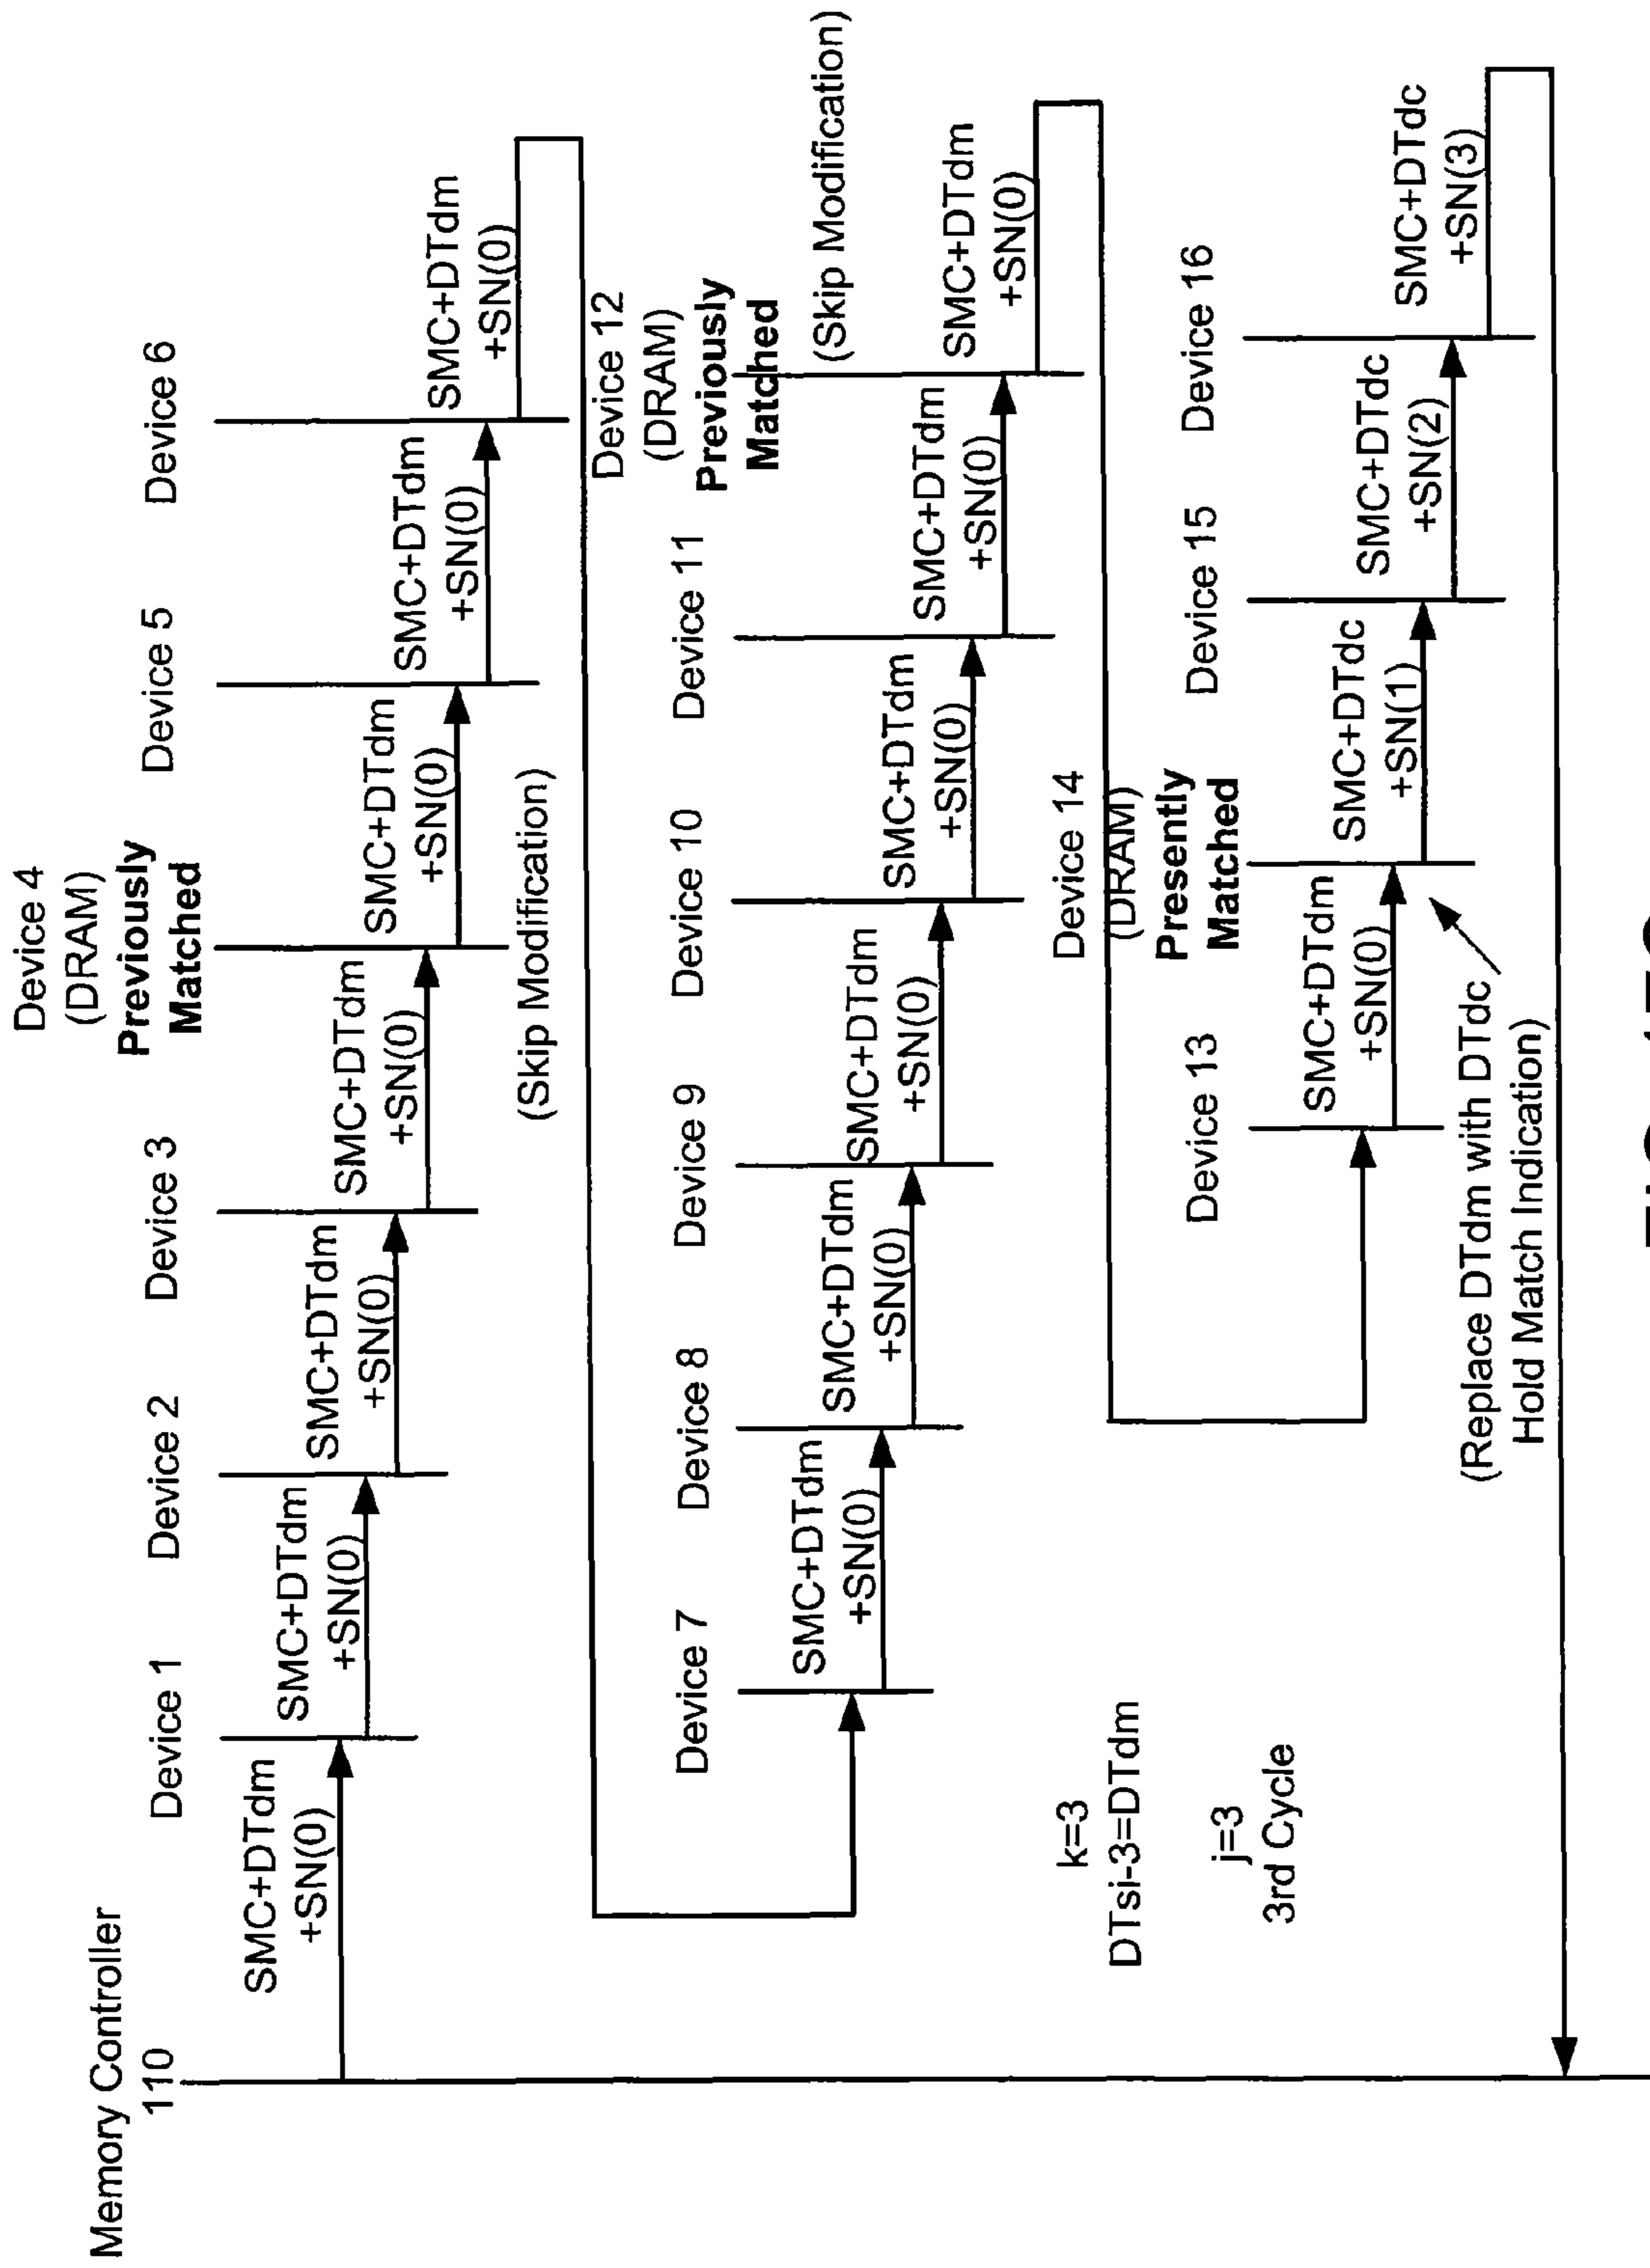 Memory Controller
110
SMC+DTdm
+SN(0)
Device 1
SMC+DTdm
+SN(0)
Device 2
SMC+DTdm
+SN(0)
Device 3
SMC+DTdm
+SN(0)
Device 4
(DRAM)
Previously
Matched
SMC+DTdm
+SN(0)
(Skip Modification)
Device 5
SMC+DTdm
+SN(0)
Device 6
SMC+DTdm
+SN(0)
Device 7
SMC+DTdm
+SN(0)
Device 8
SMC+DTdm
+SN(0)
Device 9
SMC+DTdm
+SN(0)
Device 10
SMC+DTdm
+SN(0)
Device 11
SMC+DTdm
+SN(0)
Device 12
(DRAM)
Previously
Matched
(Skip Modification)
SMC+DTdm
+SN(0)
k=3
DTsi-3=DTdm
j=3
3rd Cycle
Device 13
SMC+DTdm
+SN(0)
Device 14
(DRAM)
Presently
Matched
(Replace DTdm with DTdc
Hold Match Indication)
SMC+DTdc
+SN(1)
Device 15
SMC+DTdc
+SN(2)
Device 16
SMC+DTdc
+SN(3)